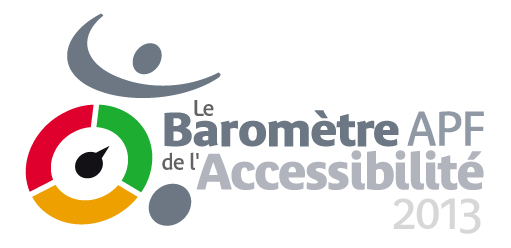 Le
Baromètre APF
de l'Accessibilité
2013